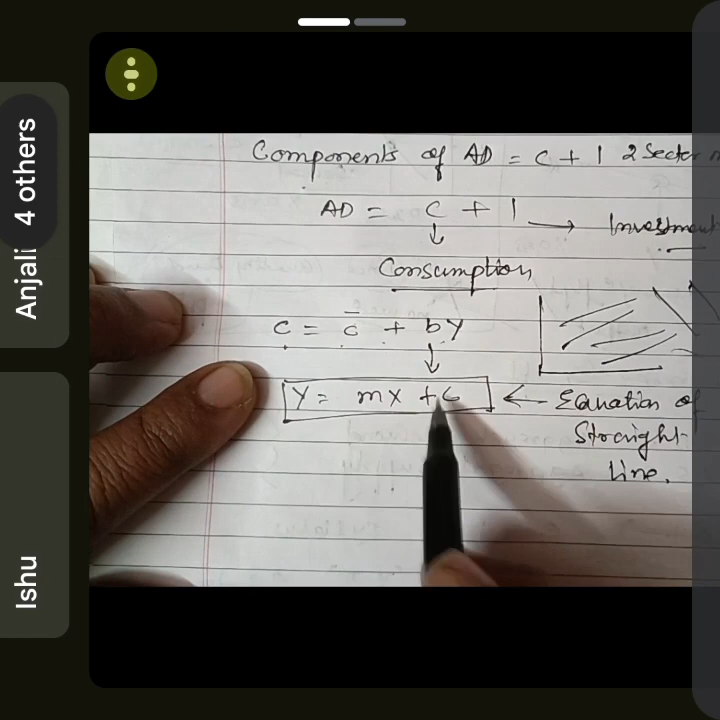 Components of AD = C + I 2 Sector
AD = C + I → Investment
↓
Consumption
C = c̄ + bY
↓
Y = mx + c ← Equation of
Straight
Line.
Anjali 4 others
Ishu